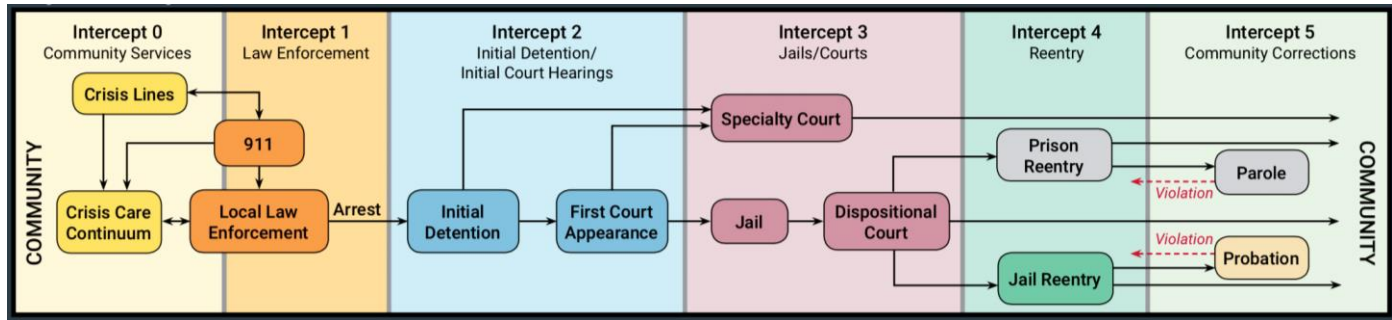 Intercept 0
Community Services
Intercept 1
Law Enforcement
Intercept 2
Initial Detention/
Initial Court Hearings
Intercept 3
Jails/Courts
Intercept 4
Reentry
Intercept 5
Community Corrections
COMMUNITY
Crisis Lines
911
Crisis Care
Continuum
Local Law
Enforcement
Arrest
Initial
Detention
First Court
Appearance
Specialty Court
Jail
Dispositional
Court
Prison
Reentry
Parole
Violation
Violation
Probation
Jail Reentry
COMMUNITY